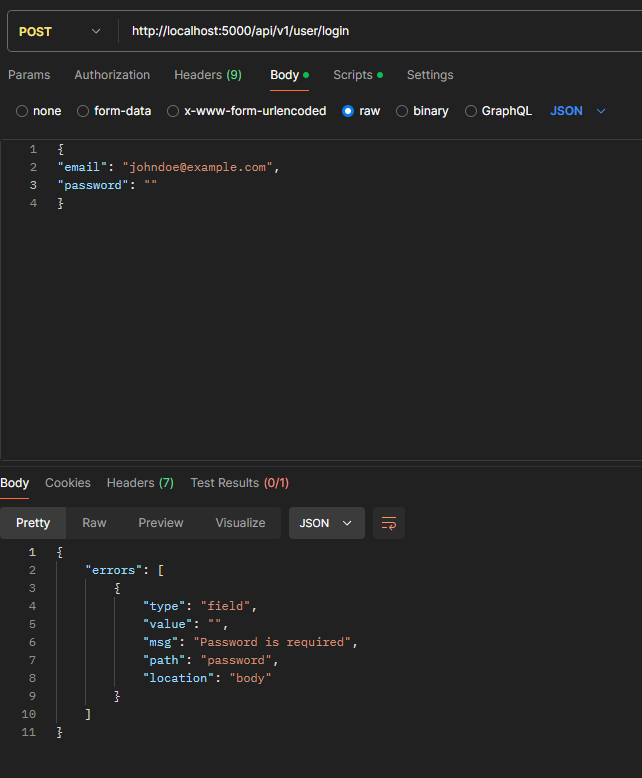 POST http://localhost:5000/api/v1/user/login
Params Authorization Headers (9) Body Scripts Settings
none form-data x-www-form-urlencoded raw binary GraphQL JSON
1 {
2 "email": "johndoe@example.com",
3 "password": ""
4 }
Body Cookies Headers (7) Test Results (0/1)
Pretty Raw Preview Visualize JSON
1 {
2 "errors": [
3 {
4 "type": "field",
5 "value": "",
6 "msg": "Password is required",
7 "path": "password",
8 "location": "body"
9 }
10 ]
11 }